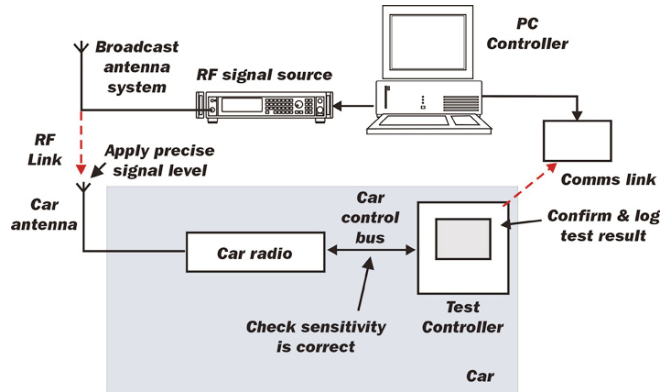 Broadcast
antenna
system
RF signal source
PC
Controller
RF
Link
Apply precise
signal level
Car
antenna
Car radio
Car
control
bus
Comms link
Confirm & log
test result
Test
Controller
Check sensitivity
is correct
Car